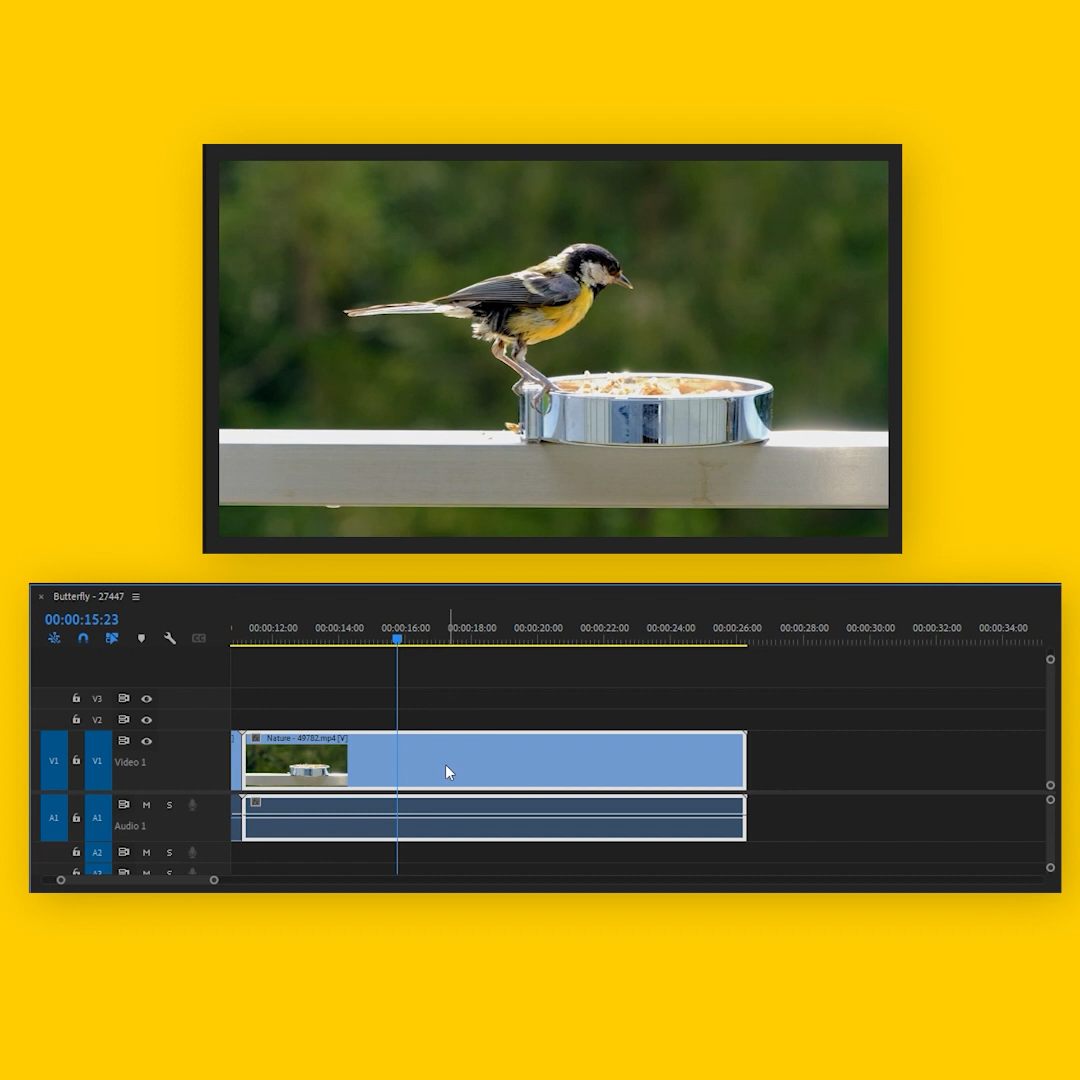 × Butterfly - 27447 ☰
00:00:15:23
CC
00:00:12:00 00:00:14:00 00:00:16:00 00:00:18:00 00:00:20:00 00:00:22:00 00:00:24:00 00:00:26:00 00:00:28:00 00:00:30:00 00:00:32:00 00:00:34:00
V3
V2
Nature - 49782.mp4 [V]
V1 V1 Video 1
M S
A1 A1
Audio 1
A2 M S
A3 M S